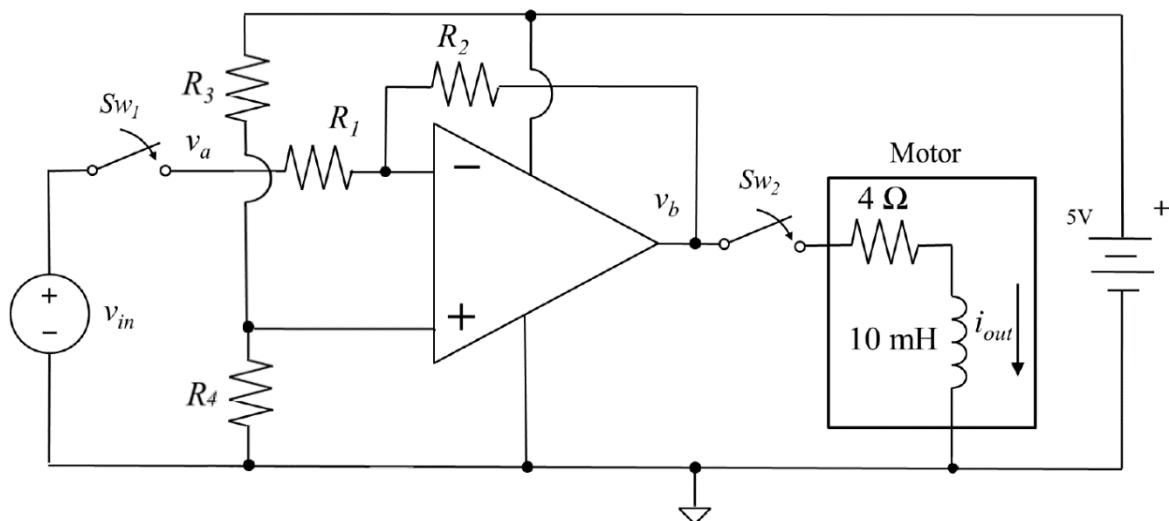 R2
R3
Sw1
va
R1
−
Motor
4 Ω
Sw2
vb
5V
+
+
−
vin
+
10 mH
iout
R4